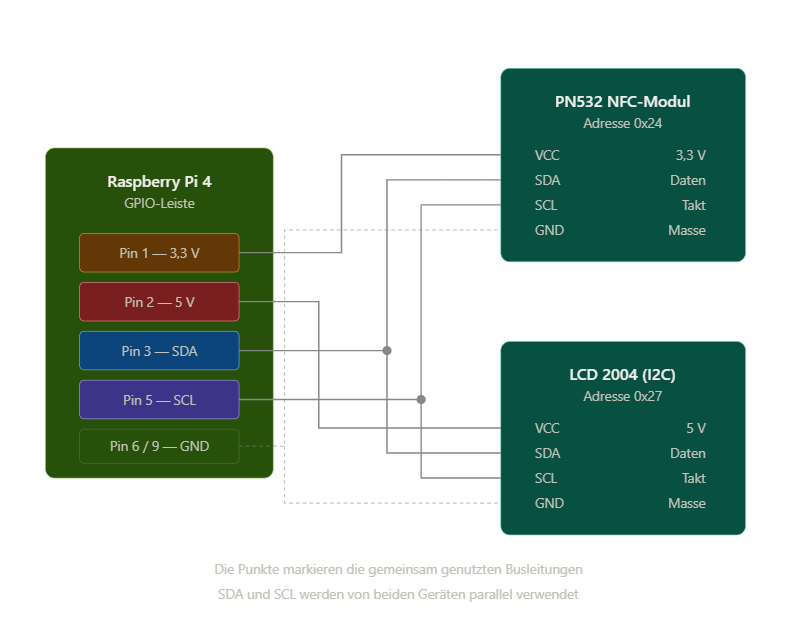 Raspberry Pi 4
GPIO-Leiste
Pin 1 — 3,3 V
Pin 2 — 5 V
Pin 3 — SDA
Pin 5 — SCL
Pin 6 / 9 — GND
PN532 NFC-Modul
Adresse 0x24
VCC 3,3 V
SDA Daten
SCL Takt
GND Masse
LCD 2004 (I2C)
Adresse 0x27
VCC 5 V
SDA Daten
SCL Takt
GND Masse
Die Punkte markieren die gemeinsam genutzten Busleitungen
SDA und SCL werden von beiden Geräten parallel verwendet